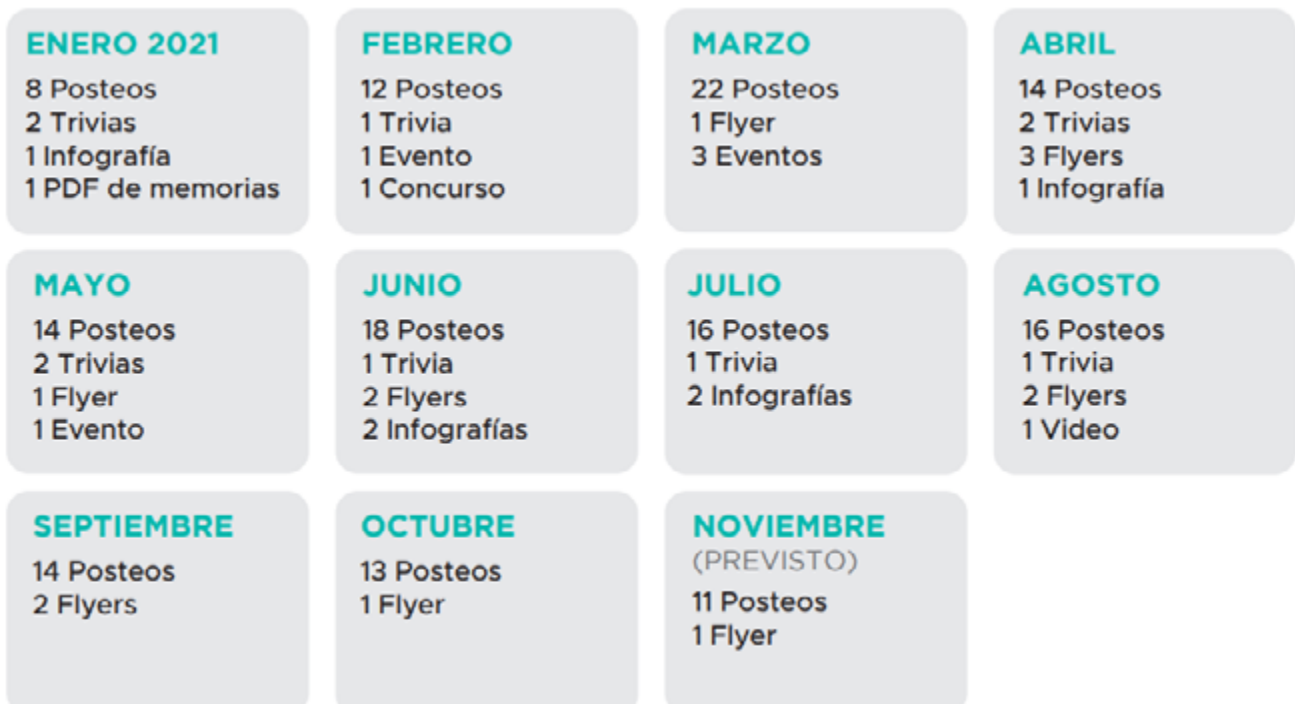 ENERO 2021
8 Posteos
2 Trivias
1 Infografía
1 PDF de memorias
FEBRERO
12 Posteos
1 Trivia
1 Evento
1 Concurso
MARZO
22 Posteos
1 Flyer
3 Eventos
ABRIL
14 Posteos
2 Trivias
3 Flyers
1 Infografía
MAYO
14 Posteos
2 Trivias
1 Flyer
1 Evento
JUNIO
18 Posteos
1 Trivia
2 Flyers
2 Infografías
JULIO
16 Posteos
1 Trivia
2 Infografías
AGOSTO
16 Posteos
1 Trivia
2 Flyers
1 Video
SEPTIEMBRE
14 Posteos
2 Flyers
OCTUBRE
13 Posteos
1 Flyer
NOVIEMBRE
(PREVISTO)
11 Posteos
1 Flyer